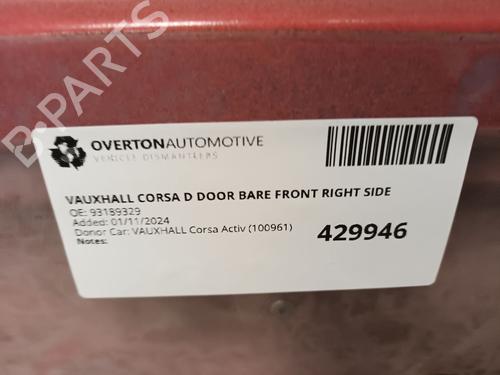 B-PARTS
OVERTONAUTOMOTIVE
VEHICLE DISMANTLERS
VAUXHALL CORSA D DOOR BARE FRONT RIGHT SIDE
OE: 93189329
Added: 01/11/2024
Donor Car: VAUXHALL Corsa Activ (100961)
Notes:
429946